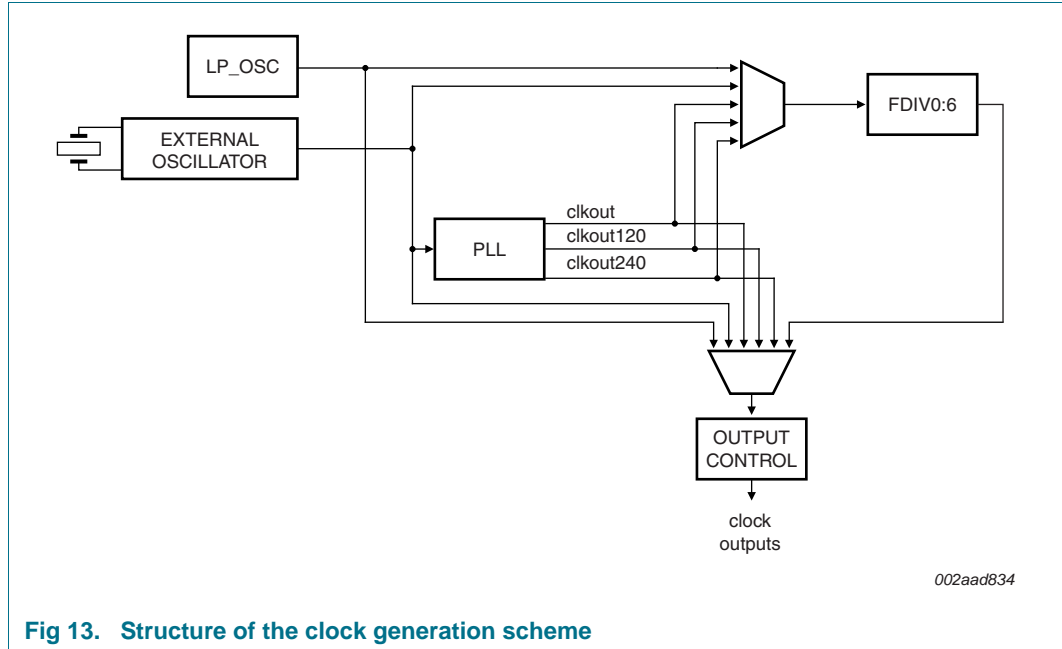 LP_OSC
EXTERNAL
OSCILLATOR
FDIV0:6
PLL
clkout
clkout120
clkout240
OUTPUT
CONTROL
clock
outputs
002aad834
Fig 13. Structure of the clock generation scheme